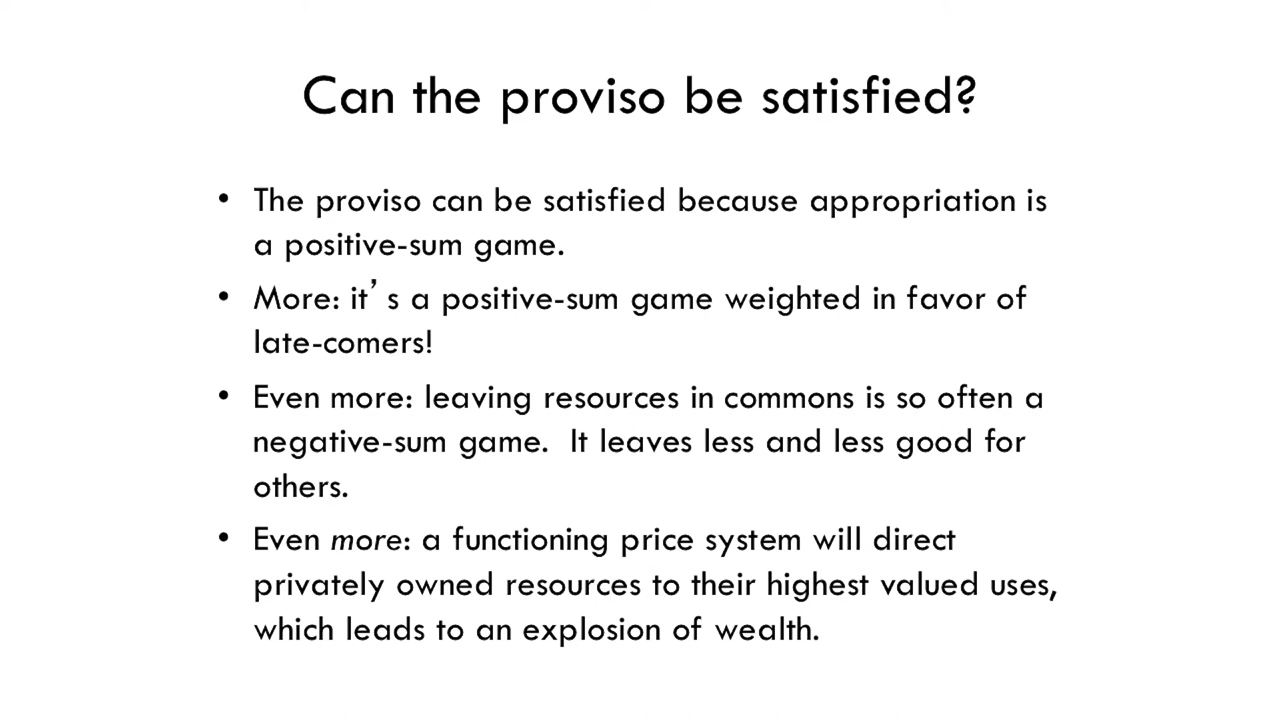 Can the proviso be satisfied?
• The proviso can be satisfied because appropriation is
a positive-sum game.
• More: it’ s a positive-sum game weighted in favor of
late-comers!
• Even more: leaving resources in commons is so often a
negative-sum game.  It leaves less and less good for
others.
• Even more: a functioning price system will direct
privately owned resources to their highest valued uses,
which leads to an explosion of wealth.